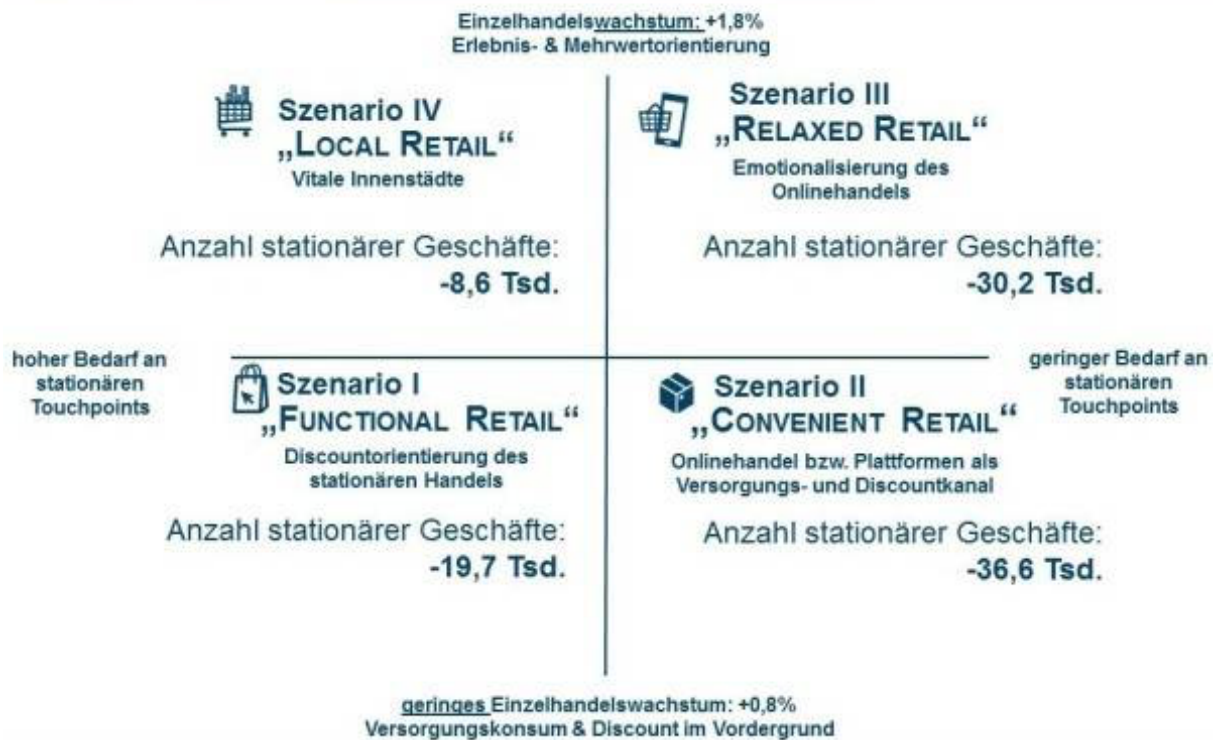 Einzelhandelswachstum: +1,8%
Erlebnis- & Mehrwertorientierung
Szenario IV
„LOCAL RETAIL“
Vitale Innenstädte
Anzahl stationärer Geschäfte:
-8,6 Tsd.
Szenario III
„RELAXED RETAIL“
Emotionalisierung des
Onlinehandels
Anzahl stationärer Geschäfte:
-30,2 Tsd.
hoher Bedarf an
stationären
Touchpoints
Szenario I
„FUNCTIONAL RETAIL“
Discountorientierung des
stationären Handels
Anzahl stationärer Geschäfte:
-19,7 Tsd.
Szenario II
„CONVENIENT RETAIL“
Onlinehandel bzw. Plattformen als
Versorgungs- und Discountkanal
Anzahl stationärer Geschäfte:
-36,6 Tsd.
geringer Bedarf an
stationären
Touchpoints
geringes Einzelhandelswachstum: +0,8%
Versorgungskonsum & Discount im Vordergrund